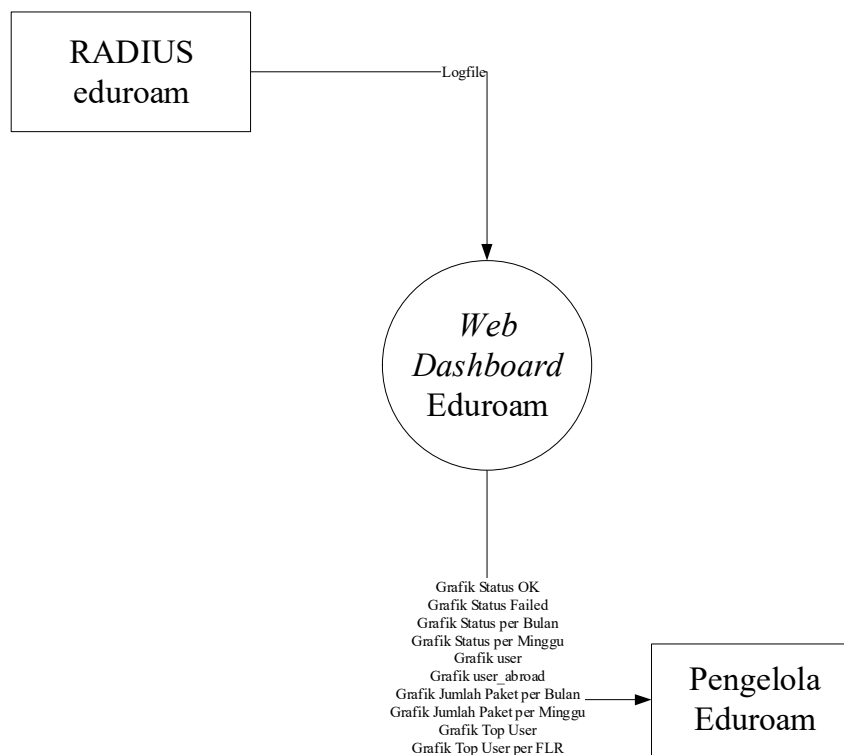 RADIUS
eduroam
Logfile
Web
Dashboard
Eduroam
Grafik Status OK
Grafik Status Failed
Grafik Status per Bulan
Grafik Status per Minggu
Grafik user
Grafik user_abroad
Grafik Jumlah Paket per Bulan
Grafik Jumlah Paket per Minggu
Grafik Top User
Grafik Top User per FLR
Pengelola
Eduroam